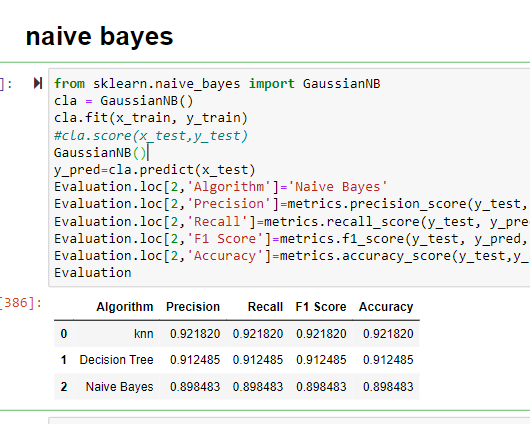 naive bayes
]:
from sklearn.naive_bayes import GaussianNB
cla = GaussianNB()
cla.fit(x_train, y_train)
#cla.score(x_test,y_test)
GaussianNB()
y_pred=cla.predict(x_test)
Evaluation.loc[2,'Algorithm']='Naive Bayes'
Evaluation.loc[2,'Precision']=metrics.precision_score(y_test,
Evaluation.loc[2,'Recall']=metrics.recall_score(y_test, y_pre
Evaluation.loc[2,'F1 Score']=metrics.f1_score(y_test, y_pred,
Evaluation.loc[2,'Accuracy']=metrics.accuracy_score(y_test,y_
Evaluation
[386]:
Algorithm Precision Recall F1 Score Accuracy
0 knn 0.921820 0.921820 0.921820 0.921820
1 Decision Tree 0.912485 0.912485 0.912485 0.912485
2 Naive Bayes 0.898483 0.898483 0.898483 0.898483